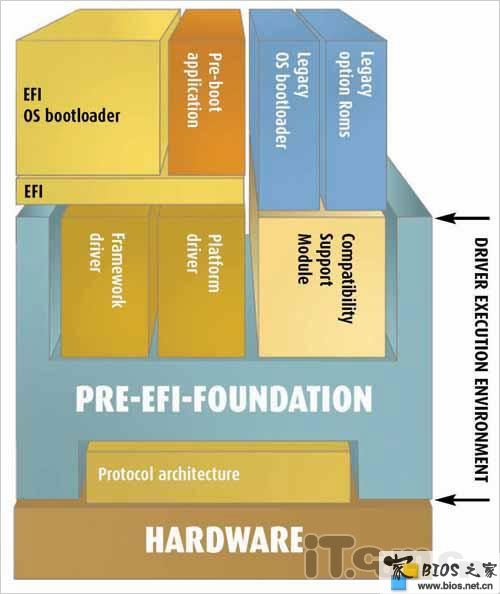 EFI
OS bootloader
Pre-boot
application
Legacy
OS bootloader
Legacy
option Roms
EFI
Framework
driver
Platform
driver
Compatibility
Support
Module
DRIVER EXECUTION ENVIRONMENT
PRE-EFI-FOUNDATION
Protocol architecture
HARDWARE
家
BIOS之家
www.bios.net.cn